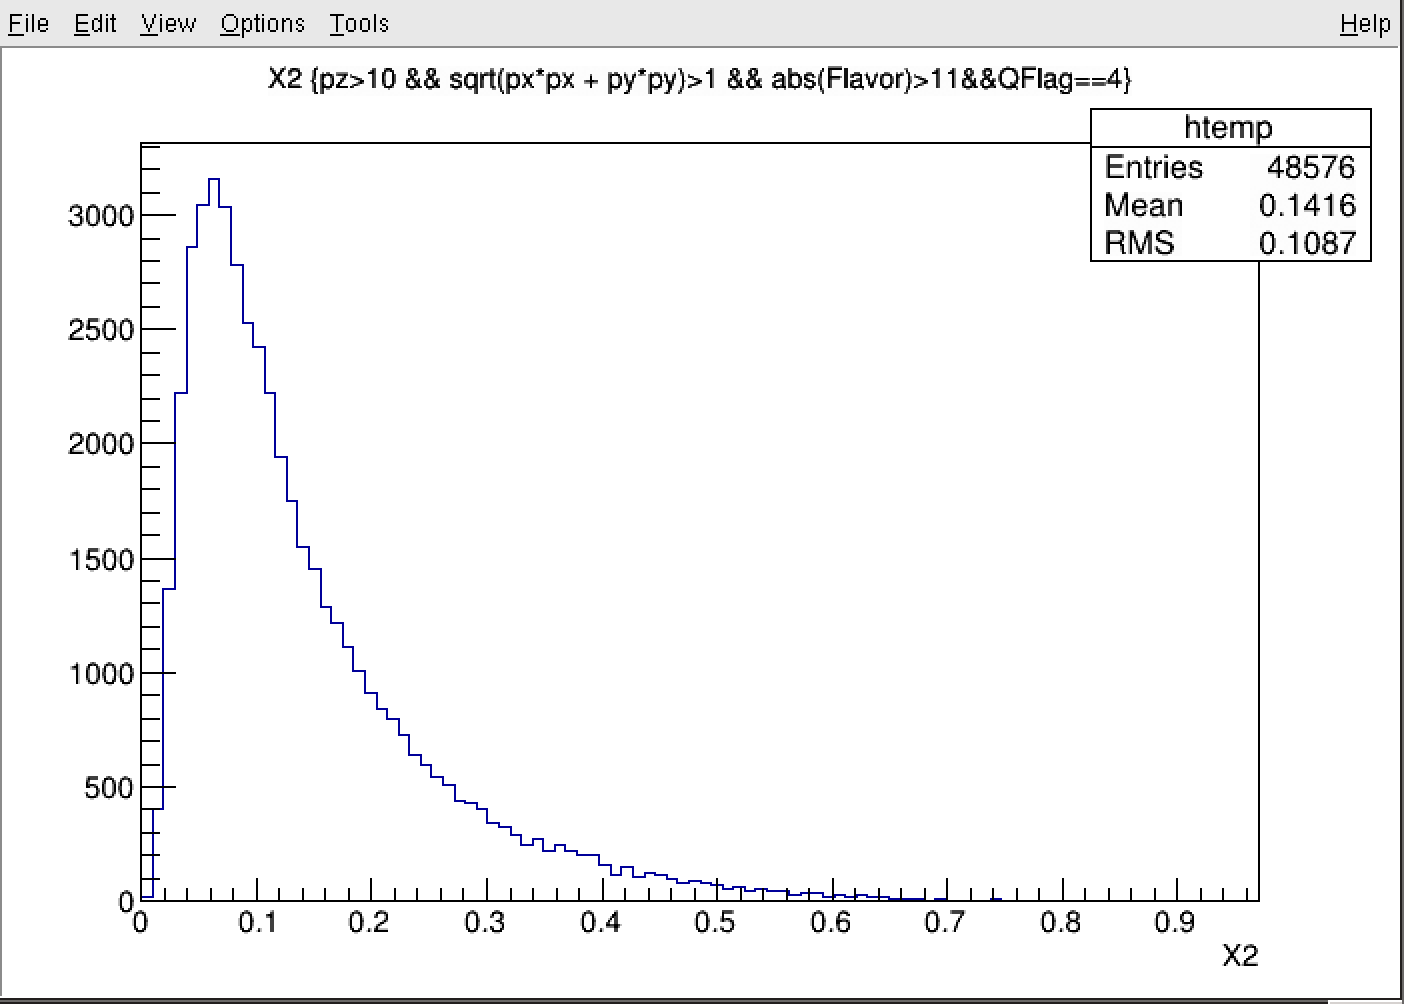 File Edit View Options Tools Help
X2 {pz>10 && sqrt(px*px + py*py)>1 && abs(Flavor)>11&&QFlag==4}
htemp
Entries 48576
Mean 0.1416
RMS 0.1087
3000
2500
2000
1500
1000
500
0
0 0.1 0.2 0.3 0.4 0.5 0.6 0.7 0.8 0.9
X2